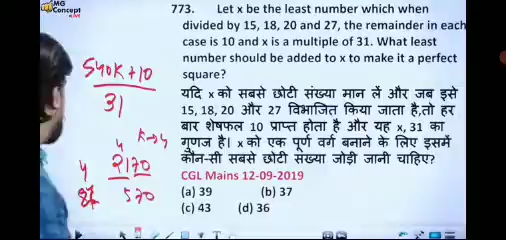 MG
Concept
773. Let x be the least number which when
divided by 15, 18, 20 and 27, the remainder in each
case is 10 and x is a multiple of 31. What least
number should be added to x to make it a perfect
square?
यदि x को सबसे छोटी संख्या मान लें और जब इसे
15, 18, 20 और 27 विभाजित किया जाता है,तो हर
बार शेषफल 10 प्राप्त होता है और यह x, 31 का
गुणज है। x को एक पूर्ण वर्ग बनाने के लिए इसमें
कौन-सी सबसे छोटी संख्या जोड़ी जानी चाहिए?
CGL Mains 12-09-2019
(a) 39 (b) 37
(c) 43 (d) 36
540K+10
31
4
4 2170
570